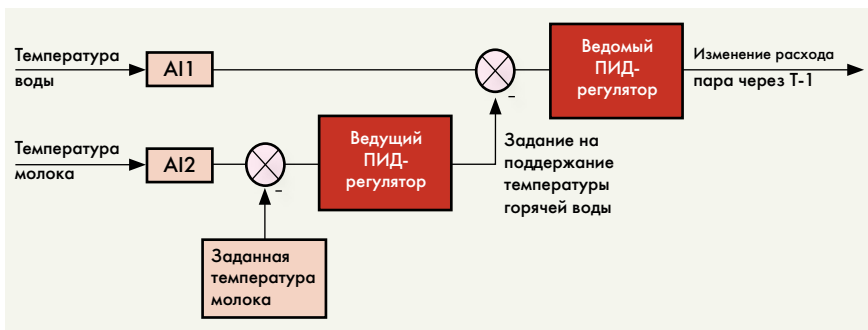 Температура
воды
AI1
Ведомый
ПИД-
регулятор
Изменение расхода
пара через Т-1
-
Температура
молока
AI2
-
Ведущий
ПИД-
регулятор
Задание на
поддержание
температуры
горячей воды
Заданная
температура
молока